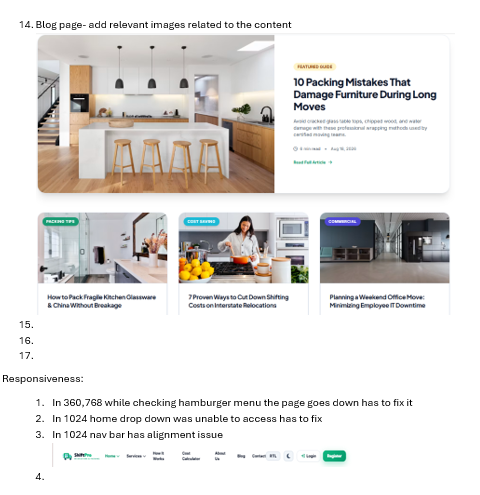 14. Blog page- add relevant images related to the content
FEATURED GUIDE
10 Packing Mistakes That
Damage Furniture During Long
Moves
Avoid cracked glass table tips, chipped wood, and water
damage with these professional wrapping methods used by
certified moving teams.
6 min read • Aug 16, 2026
Read Full Article →
PACKING TIPS
COST SAVING
COMMERCIAL
How to Pack Fragile Kitchen Glassware
& China Without Breakage
7 Proven Ways to Cut Down Shifting
Costs on Interstate Relocations
Planning a Weekend Office Move:
Minimizing Employee IT Downtime
15.
16.
17.
Responsiveness:
1. In 360,768 while checking hamburger menu the page goes down has to fix it
2. In 1024 home drop down was unable to access has to fix
3. In 1024 nav bar has alignment issue
ShiftPro Home Services How It Works Cost Calculator About Us Blog Contact RTL Login Register
4.